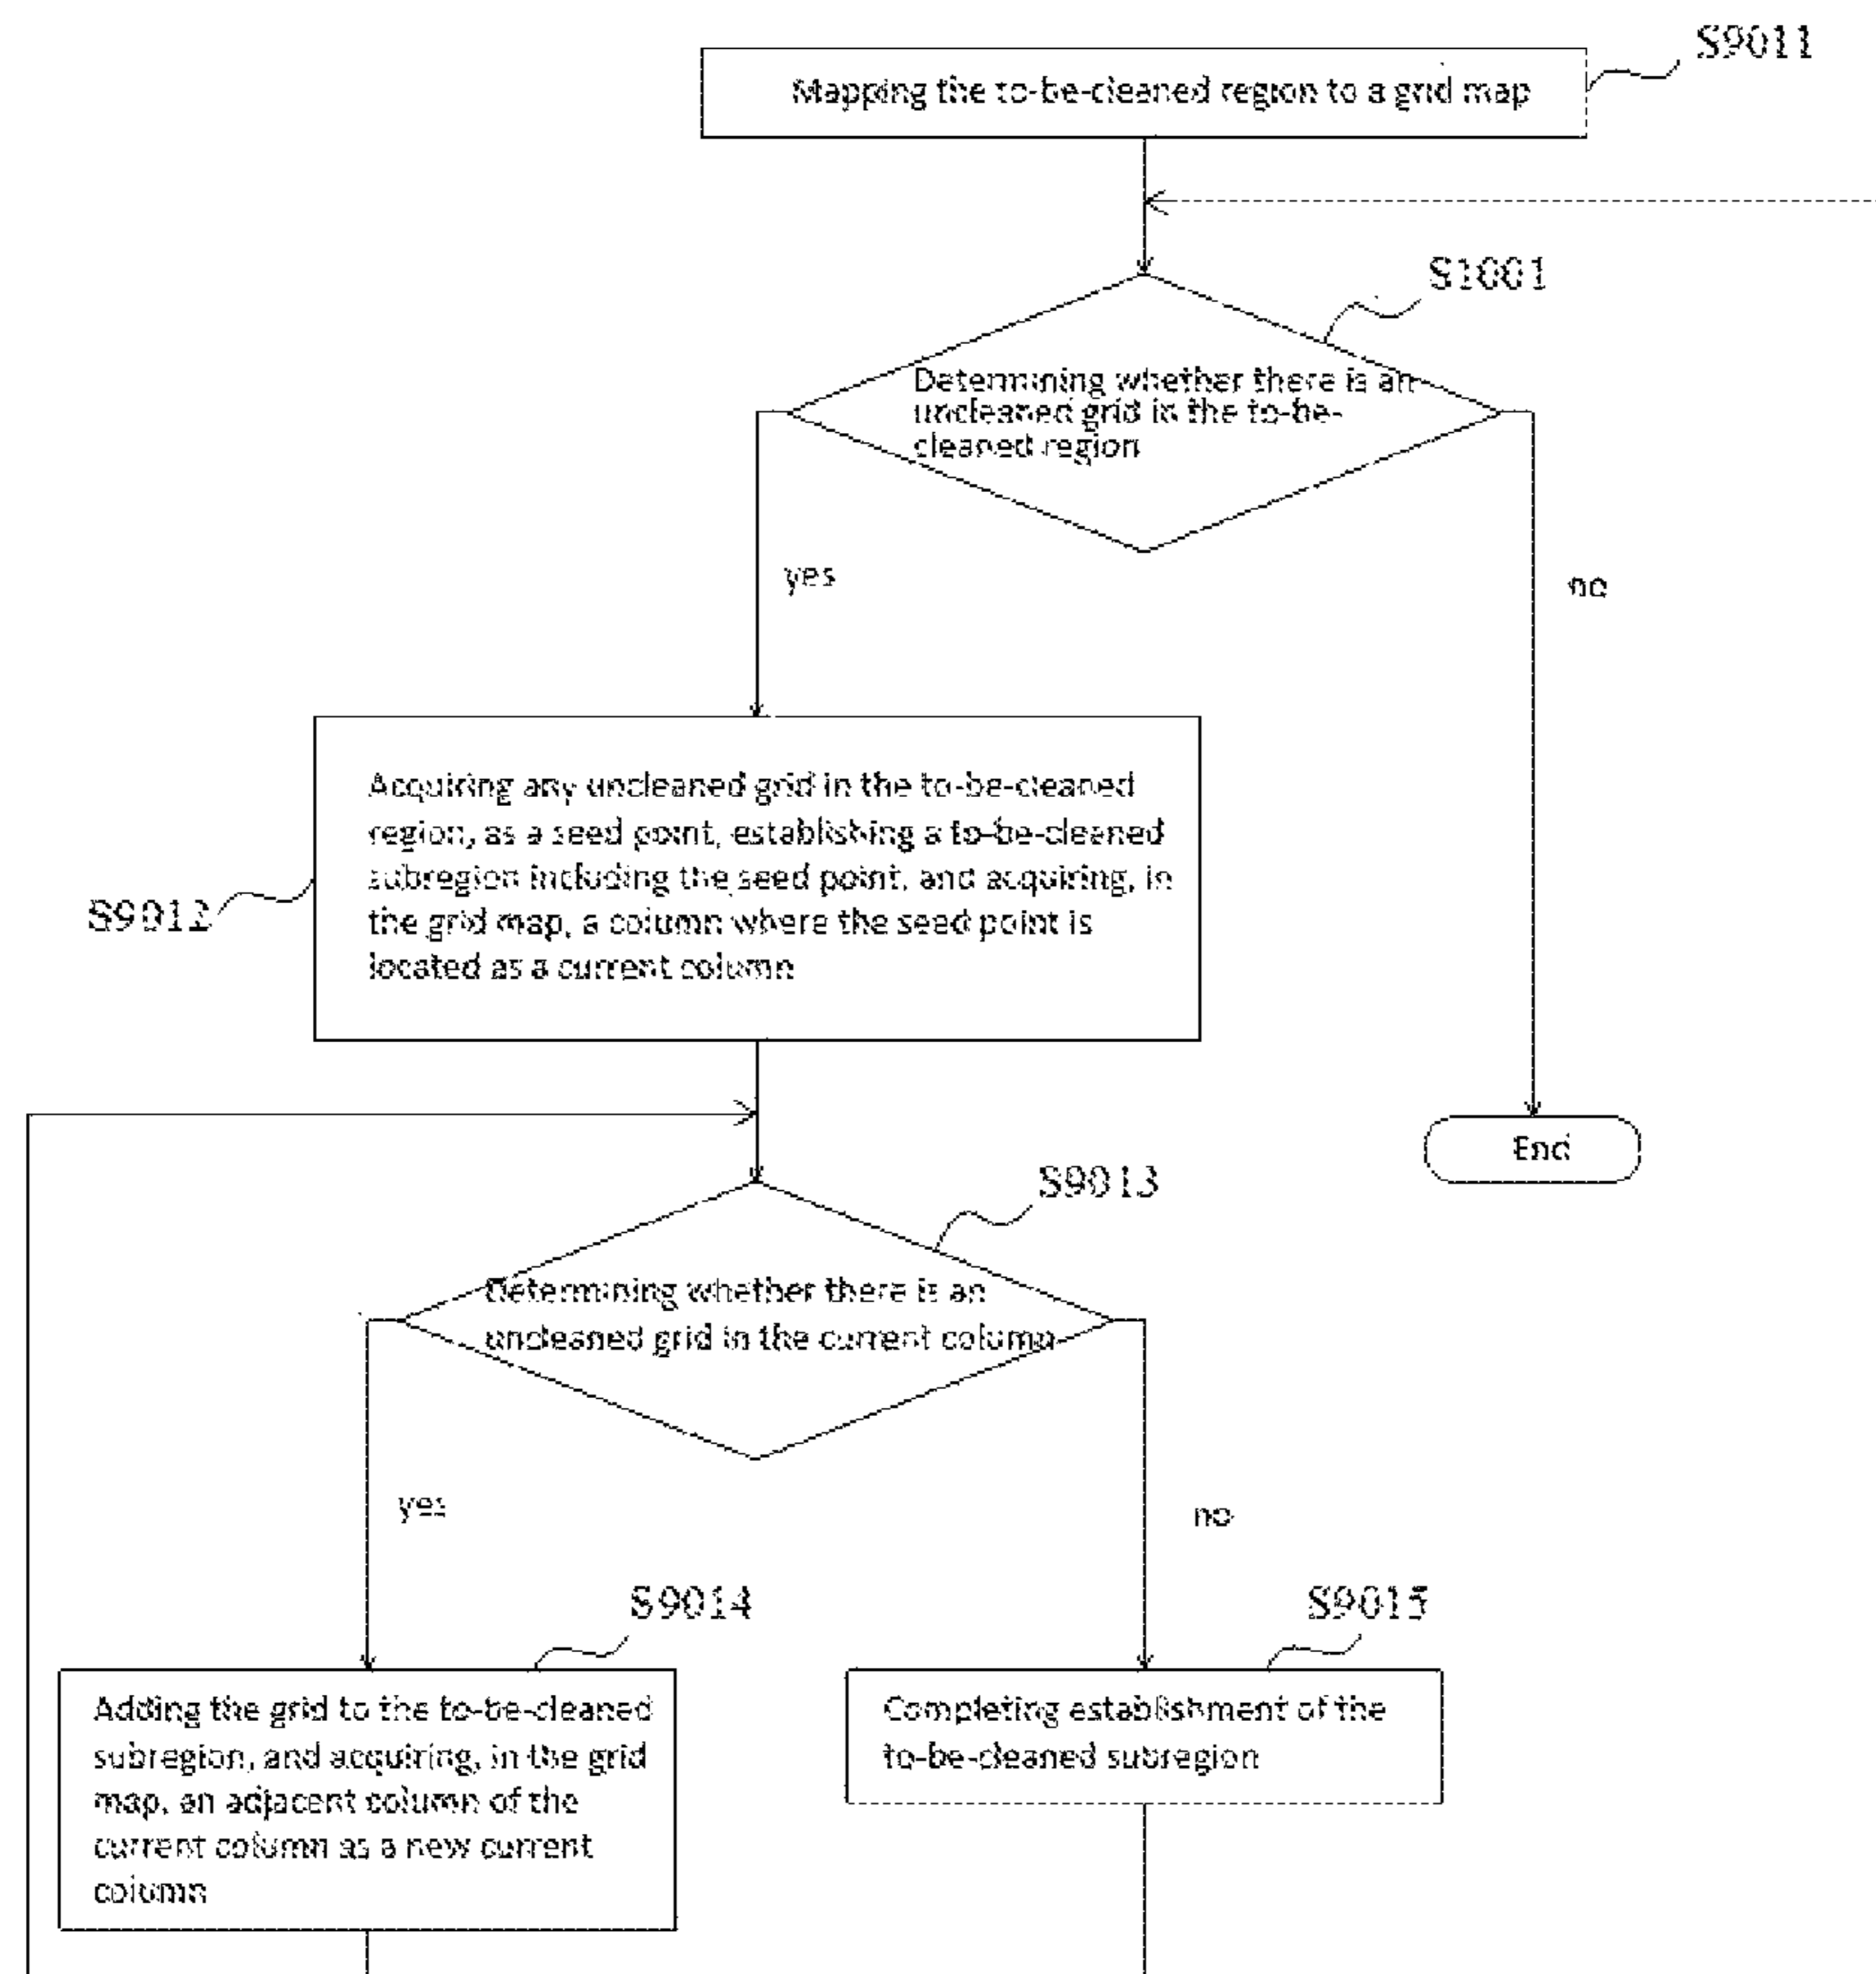 S9011
Mapping the to-be-cleaned region to a grid map
S1001
Determining whether there is an
uncleaned grid in the to-be-
cleaned region
yes
no
Acquiring any uncleaned grid in the to-be-cleaned
region, as a seed point, establishing a to-be-cleaned
subregion including the seed point, and acquiring, in
the grid map, a column where the seed point is
located as a current column
S9012
End
S9013
Determining whether there is an
uncleaned grid in the current column
yes
no
S9014
S9015
Adding the grid to the to-be-cleaned
subregion, and acquiring, in the grid
map, an adjacent column of the
current column as a new current
column
Completing establishment of the
to-be-cleaned subregion